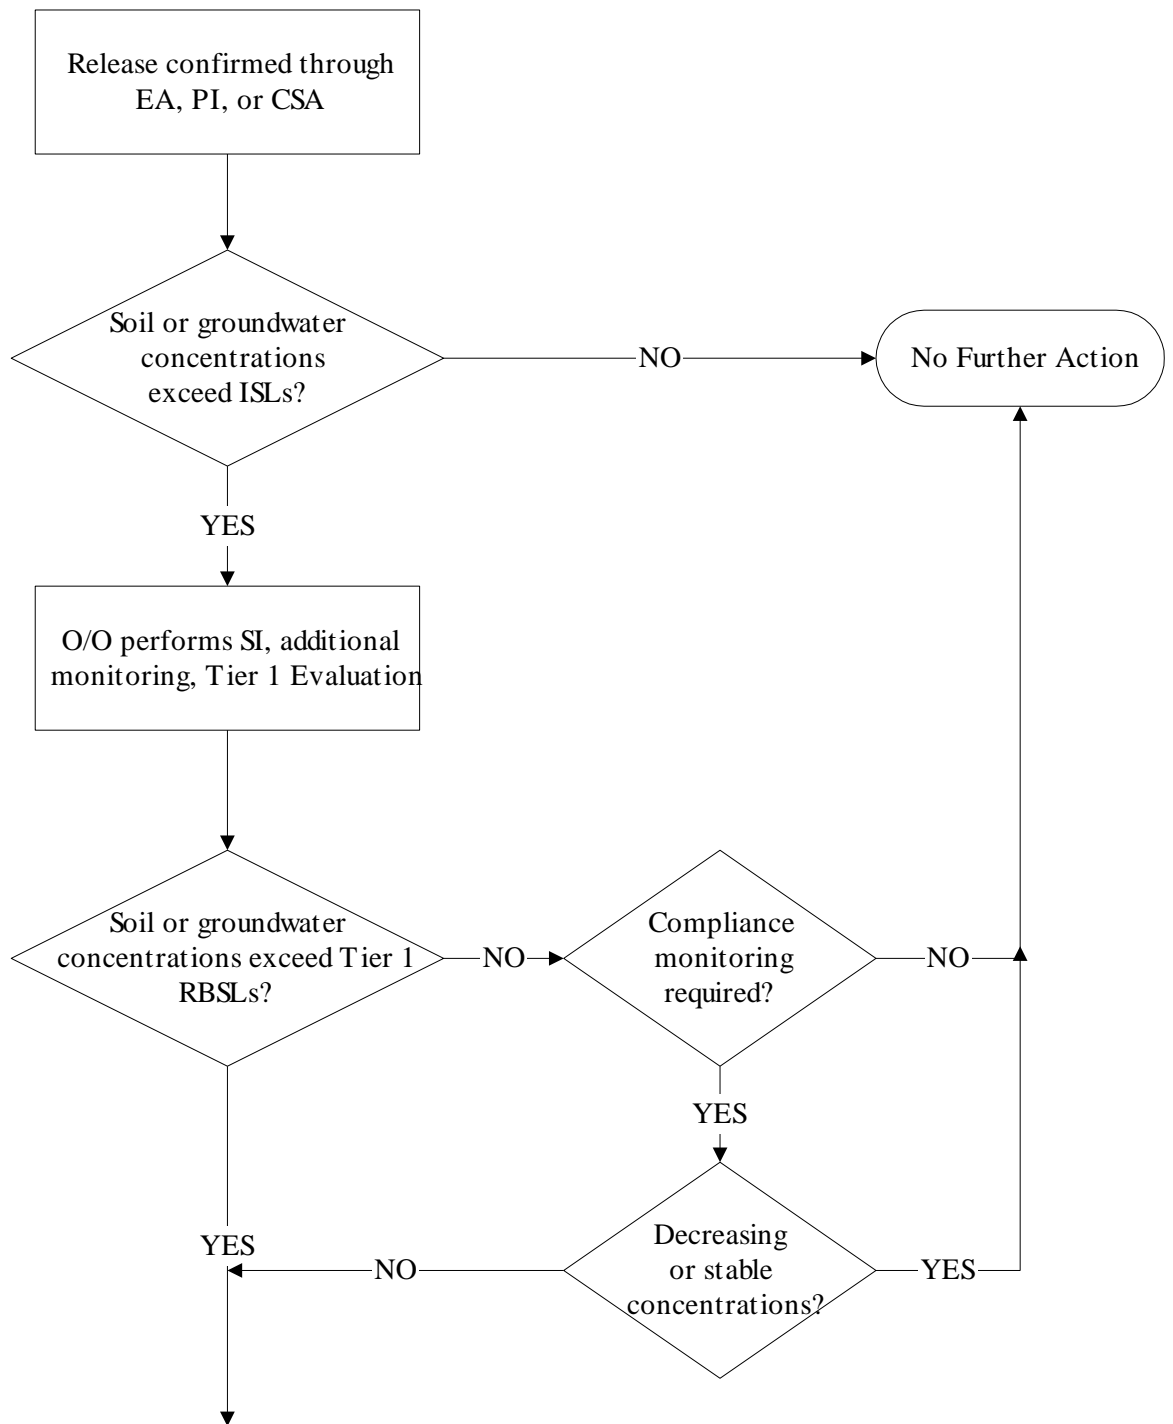 Release confirmed through
EA, PI, or CSA
Soil or groundwater
concentrations
exceed ISLs?
NO
No Further Action
YES
O/O performs SI, additional
monitoring, Tier 1 Evaluation
Soil or groundwater
concentrations exceed Tier 1
RBSLs?
NO
Compliance
monitoring
required?
NO
YES
YES
NO
Decreasing
or stable
concentrations?
YES